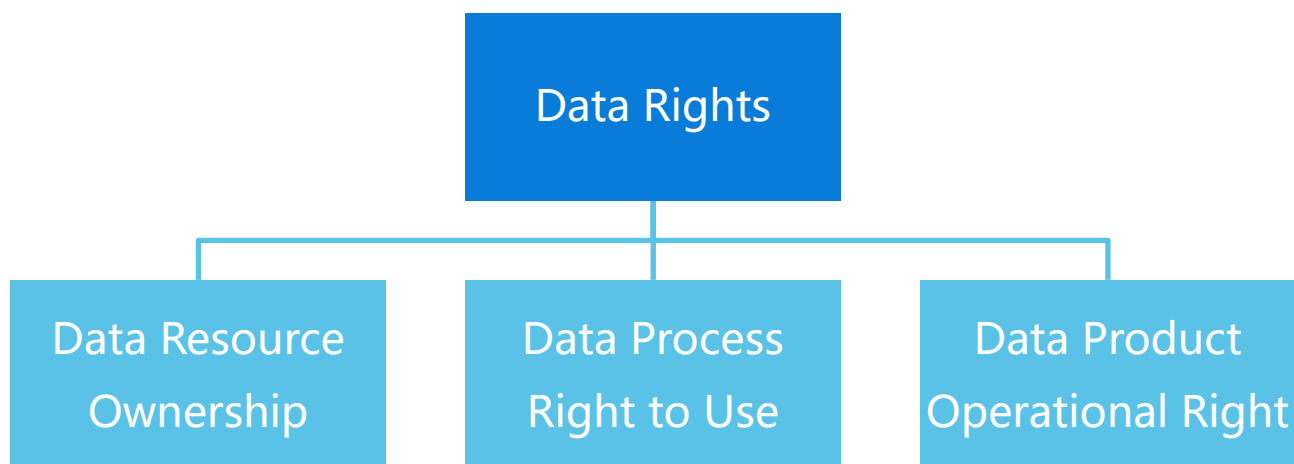 Data Rights
Data Resource
Ownership
Data Process
Right to Use
Data Product
Operational Right